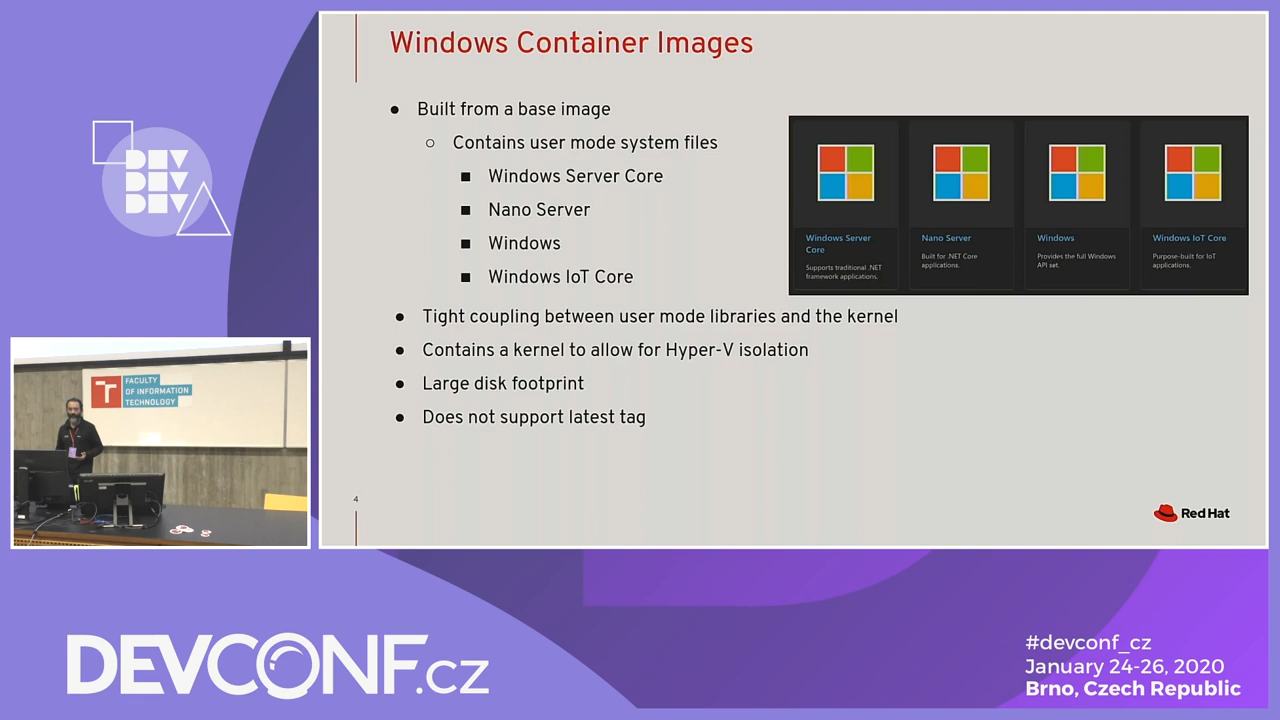 DEV
DEV
DEV
Windows Container Images
● Built from a base image
○ Contains user mode system files
■ Windows Server Core
■ Nano Server
■ Windows
■ Windows IoT Core
● Tight coupling between user mode libraries and the kernel
● Contains a kernel to allow for Hyper-V isolation
● Large disk footprint
● Does not support latest tag
Windows Server
Core
Supports traditional .NET
framework applications.
Nano Server
Built for .NET Core
applications.
Windows
Provides the full Windows
API set.
Windows IoT Core
Purpose-built for IoT
applications.
4
Red Hat
T
FACULTY
OF INFORMATION
TECHNOLOGY
DEVCONF.cz
#devconf_cz
January 24-26, 2020
Brno, Czech Republic